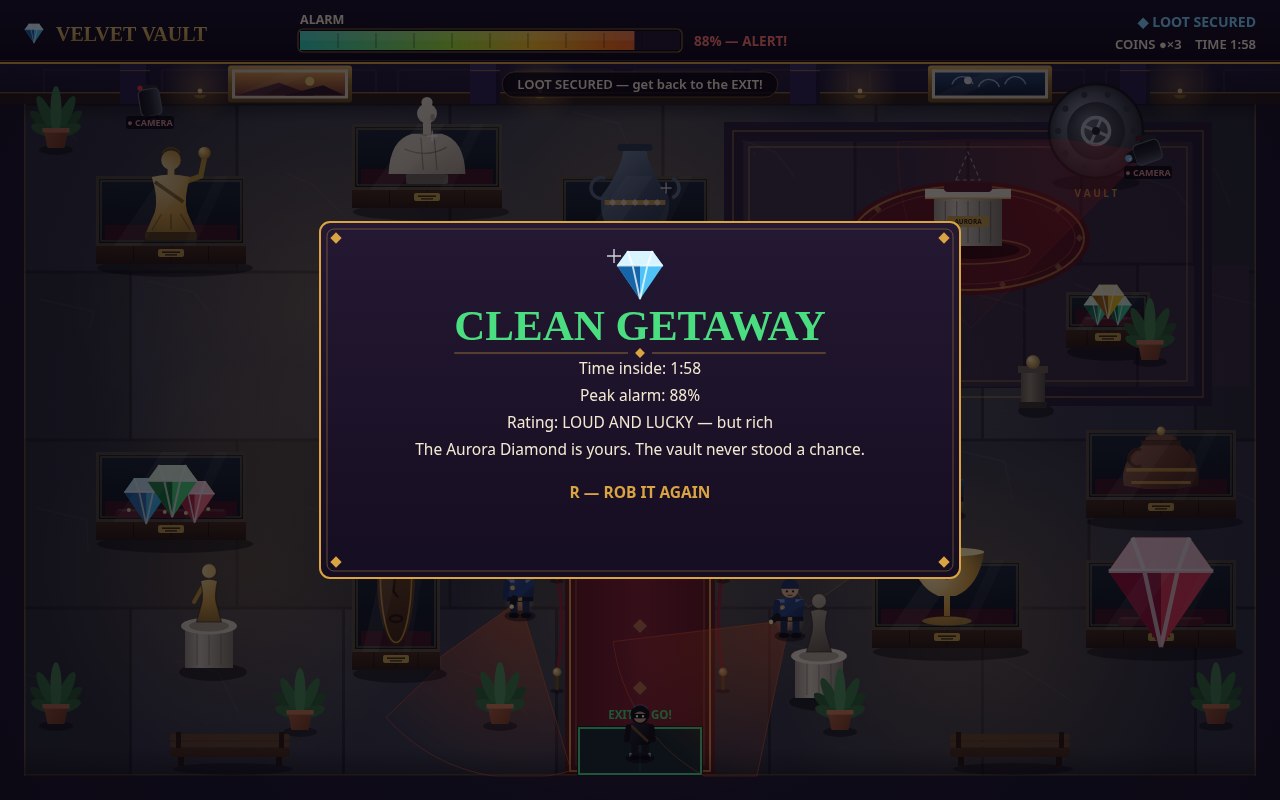 VELVET VAULT
ALARM
88% — ALERT!
◆ LOOT SECURED
COINS ●×3 TIME 1:58
LOOT SECURED — get back to the EXIT!
● CAMERA
● CAMERA
VAULT
AURORA
CLEAN GETAWAY
Time inside: 1:58
Peak alarm: 88%
Rating: LOUD AND LUCKY — but rich
The Aurora Diamond is yours. The vault never stood a chance.
R — ROB IT AGAIN
EXIT GO!